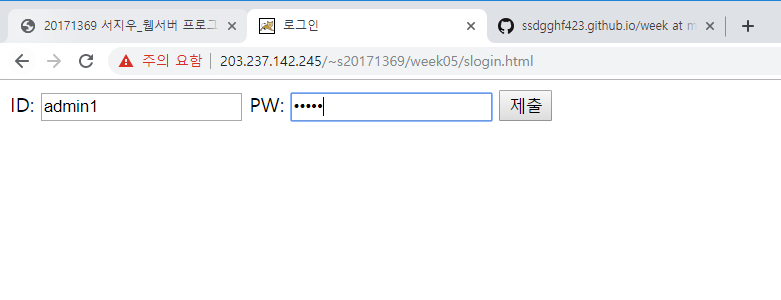 20171369 서지우_웹서버 프로그
로그인
ssdgghf423.github.io/week at m
주의 요함 | 203.237.142.245/~s20171369/week05/slogin.html
ID: admin1 PW: ••••• 제출